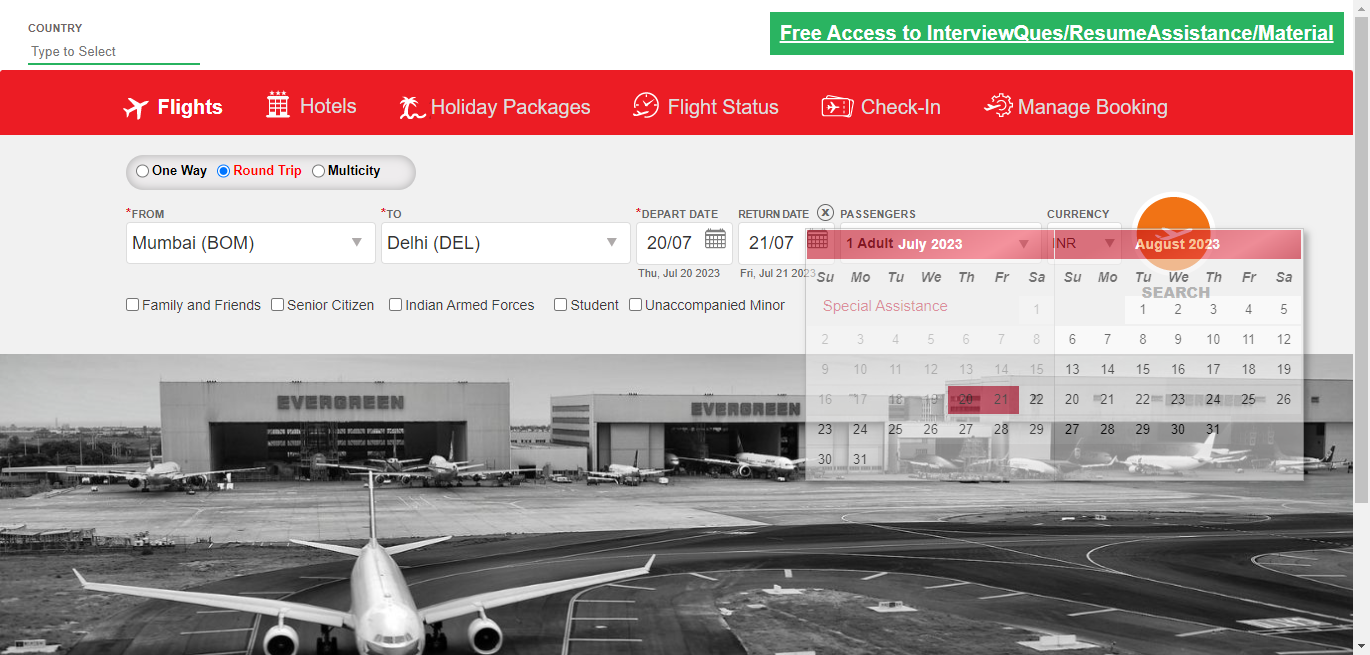 COUNTRY
Type to Select
Free Access to InterviewQues/ResumeAssistance/Material
Flights Hotels Holiday Packages Flight Status Check-In Manage Booking
One Way Round Trip Multicity
*FROM *TO *DEPART DATE RETURN DATE X PASSENGERS CURRENCY
Mumbai (BOM) Delhi (DEL) 20/07 21/07 1 Adult INR
Thu, Jul 20 2023 Fri, Jul 21 2023
Family and Friends Senior Citizen Indian Armed Forces Student Unaccompanied Minor
Special Assistance
SEARCH
July 2023
Su Mo Tu We Th Fr Sa
1
2 3 4 5 6 7 8
9 10 11 12 13 14 15
16 17 18 19 20 21 22
23 24 25 26 27 28 29
30 31
August 2023
Su Mo Tu We Th Fr Sa
1 2 3 4 5
6 7 8 9 10 11 12
13 14 15 16 17 18 19
20 21 22 23 24 25 26
27 28 29 30 31
EVERGREEN
EVERGREEN